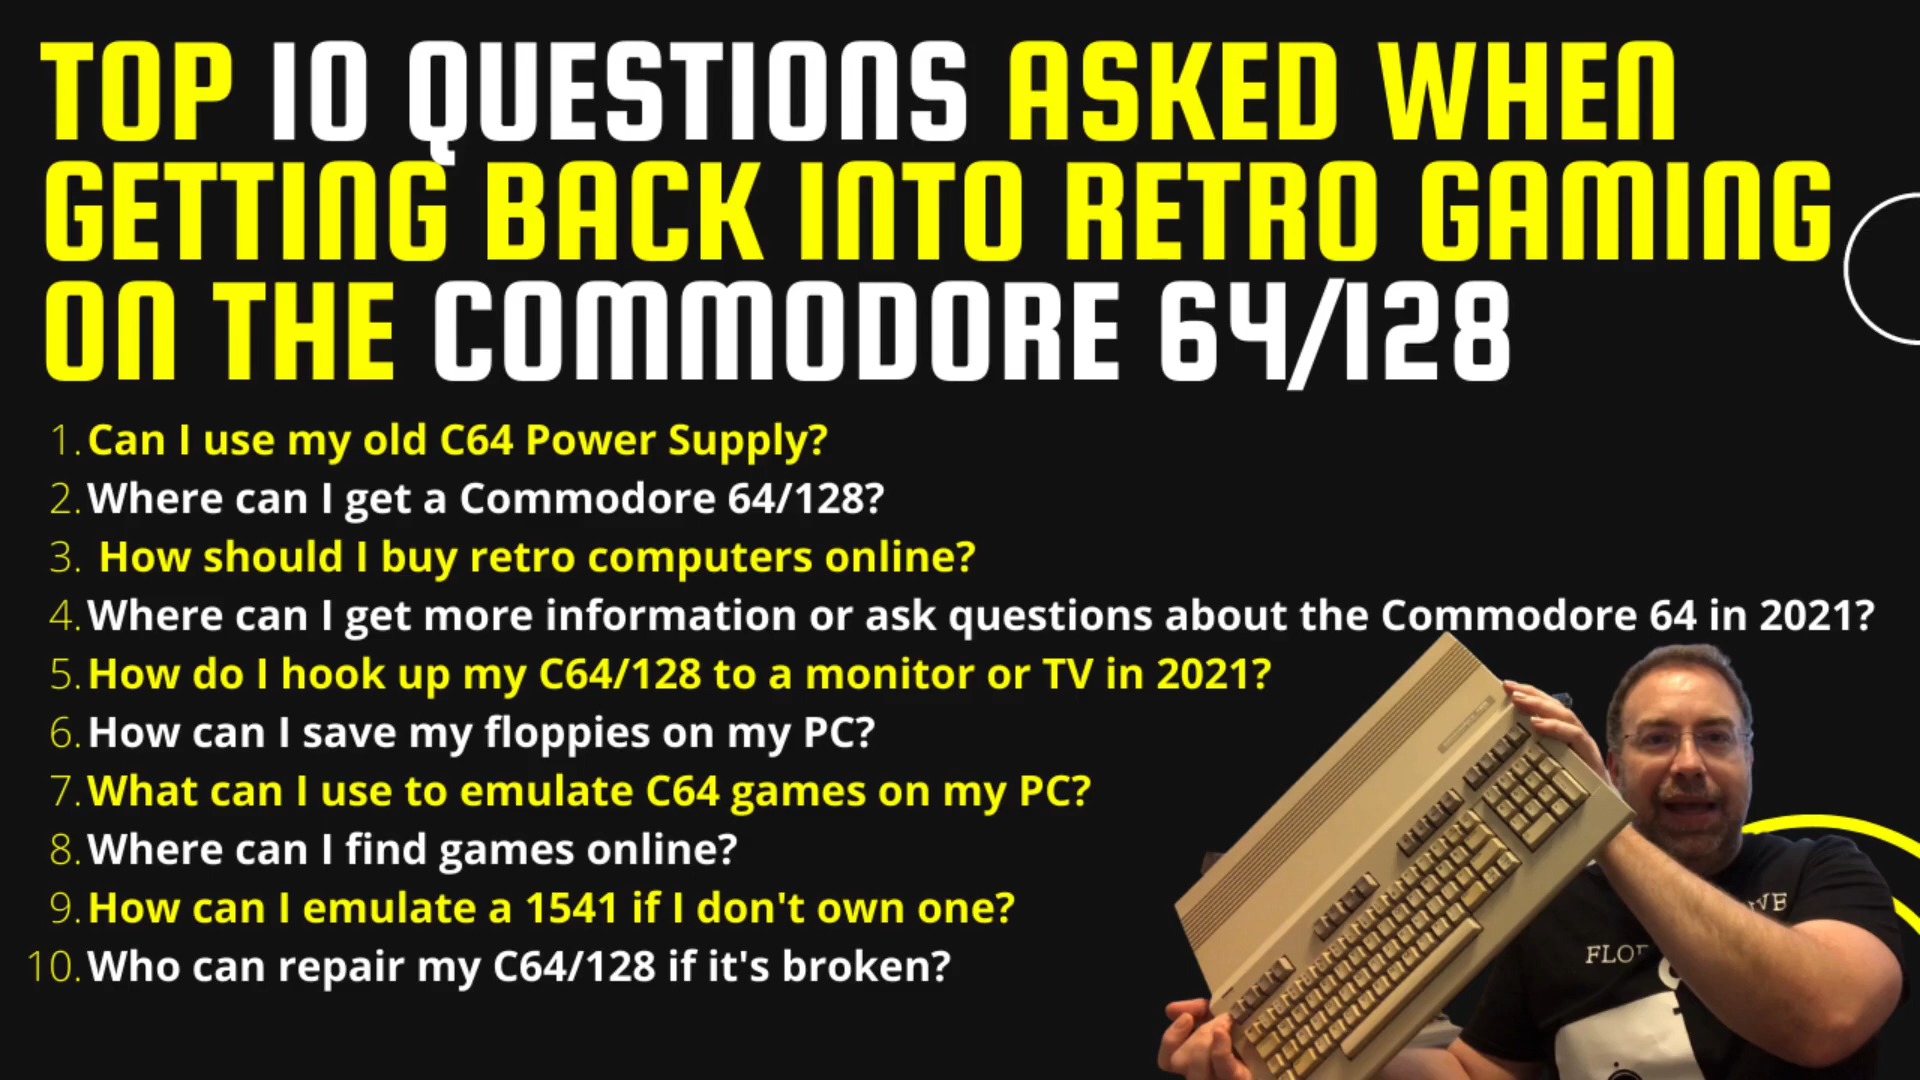 TOP 10 QUESTIONS ASKED WHEN
GETTING BACK INTO RETRO GAMING
ON THE COMMODORE 64/128
1. Can I use my old C64 Power Supply?
2. Where can I get a Commodore 64/128?
3. How should I buy retro computers online?
4. Where can I get more information or ask questions about the Commodore 64 in 2021?
5. How do I hook up my C64/128 to a monitor or TV in 2021?
6. How can I save my floppies on my PC?
7. What can I use to emulate C64 games on my PC?
8. Where can I find games online?
9. How can I emulate a 1541 if I don't own one?
10. Who can repair my C64/128 if it's broken?